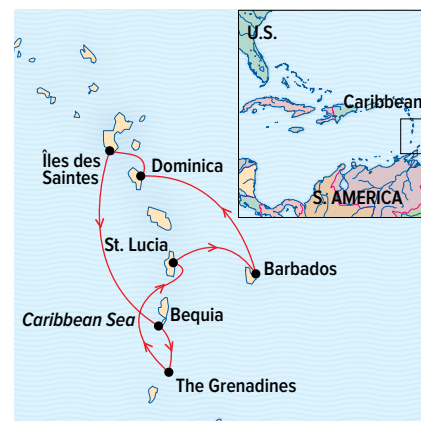 U.S.
Caribbean
S. AMERICA
Îles des
Saintes
Dominica
St. Lucia
Barbados
Caribbean Sea
Bequia
The Grenadines